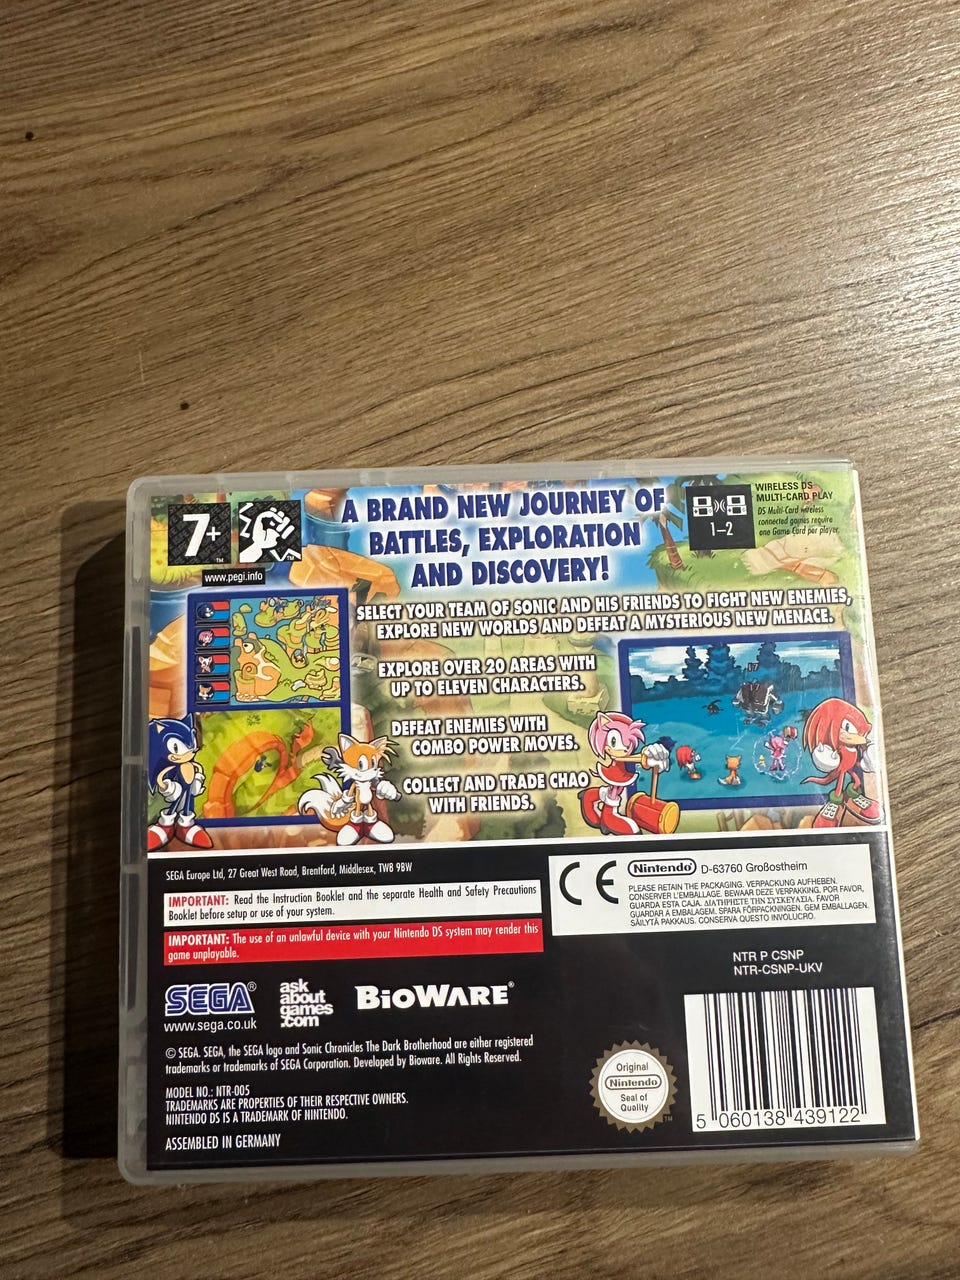 7+
TM
TM
www.pegi.info
A BRAND NEW JOURNEY OF
BATTLES, EXPLORATION
AND DISCOVERY!
1–2
WIRELESS DS
MULTI-CARD PLAY
DS Multi-Card wireless
connected games require
one Game Card per player.
SELECT YOUR TEAM OF SONIC AND HIS FRIENDS TO FIGHT NEW ENEMIES,
EXPLORE NEW WORLDS AND DEFEAT A MYSTERIOUS NEW MENACE.
EXPLORE OVER 20 AREAS WITH
UP TO ELEVEN CHARACTERS.
DEFEAT ENEMIES WITH
COMBO POWER MOVES.
COLLECT AND TRADE CHAO
WITH FRIENDS.
SEGA Europe Ltd, 27 Great West Road, Brentford, Middlesex, TW8 9BW
IMPORTANT: Read the Instruction Booklet and the separate Health and Safety Precautions
Booklet before setup or use of your system.
IMPORTANT: The use of an unlawful device with your Nintendo DS system may render this
game unplayable.
CE
Nintendo® D-63760 Großostheim
PLEASE RETAIN THE PACKAGING. VERPACKUNG AUFHEBEN.
CONSERVER L'EMBALLAGE. BEWAAR DEZE VERPAKKING. POR FAVOR,
GUARDA ESTA CAJA. ΔΙΑΤΗΡΗΣΤΕ ΤΗΝ ΣΥΣΚΕΥΑΣΙΑ. FAVOR
GUARDAR A EMBALAGEM. SPARA FÖRPACKNINGEN. GEM EMBALLAGEN.
SÄILYTÄ PAKKAUS. CONSERVA QUESTO INVOLUCRO.
NTR P CSNP
NTR-CSNP-UKV
SEGA®
www.sega.co.uk
ask
about
games
.com
BIOWARE®
© SEGA. SEGA, the SEGA logo and Sonic Chronicles The Dark Brotherhood are either registered
trademarks or trademarks of SEGA Corporation. Developed by Bioware. All Rights Reserved.
MODEL NO.: NTR-005
TRADEMARKS ARE PROPERTIES OF THEIR RESPECTIVE OWNERS.
NINTENDO DS IS A TRADEMARK OF NINTENDO.
ASSEMBLED IN GERMANY
Original
Nintendo®
Seal of
Quality
TM
5 060138 439122